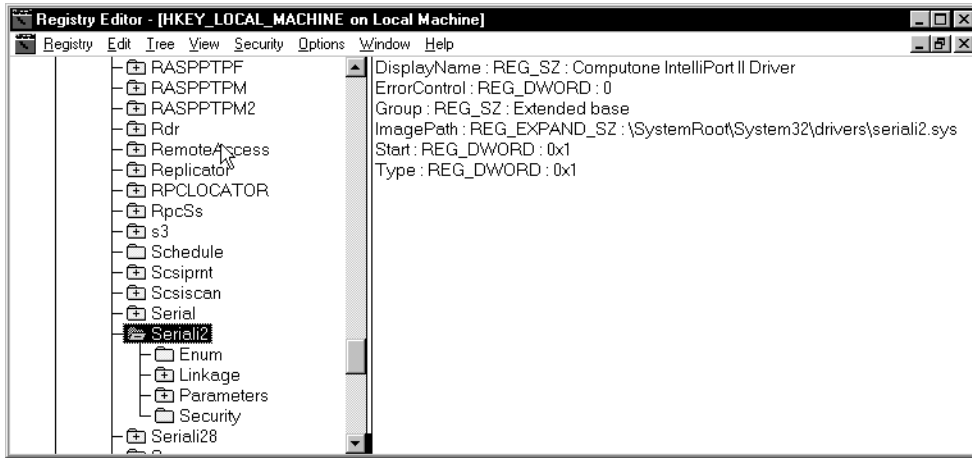 Registry Editor - [HKEY_LOCAL_MACHINE on Local Machine]
Registry Edit Tree View Security Options Window Help
RASPPTPF
RASPPTPM
RASPPTPM2
Rdr
RemoteAccess
Replicator
RPCLOCATOR
RpcSs
s3
Schedule
Scsiprnt
Scsiscan
Serial
Seriali2
Enum
Linkage
Parameters
Security
Seriali28
DisplayName : REG_SZ : Computone IntelliPort II Driver
ErrorControl : REG_DWORD : 0
Group : REG_SZ : Extended base
ImagePath : REG_EXPAND_SZ : \SystemRoot\System32\drivers\seriali2.sys
Start : REG_DWORD : 0x1
Type : REG_DWORD : 0x1